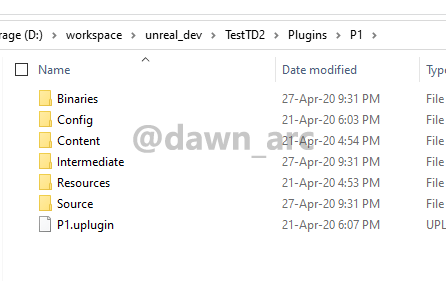 rage (D:) > workspace > unreal_dev > TestTD2 > Plugins > P1 >
Name Date modified Typ
Binaries 27-Apr-20 9:31 PM File
Config 21-Apr-20 6:03 PM File
Content 21-Apr-20 4:54 PM File
@dawn_arc
Intermediate 27-Apr-20 9:31 PM File
Resources 21-Apr-20 4:53 PM File
Source 27-Apr-20 9:31 PM File
P1.uplugin 21-Apr-20 6:07 PM UPL